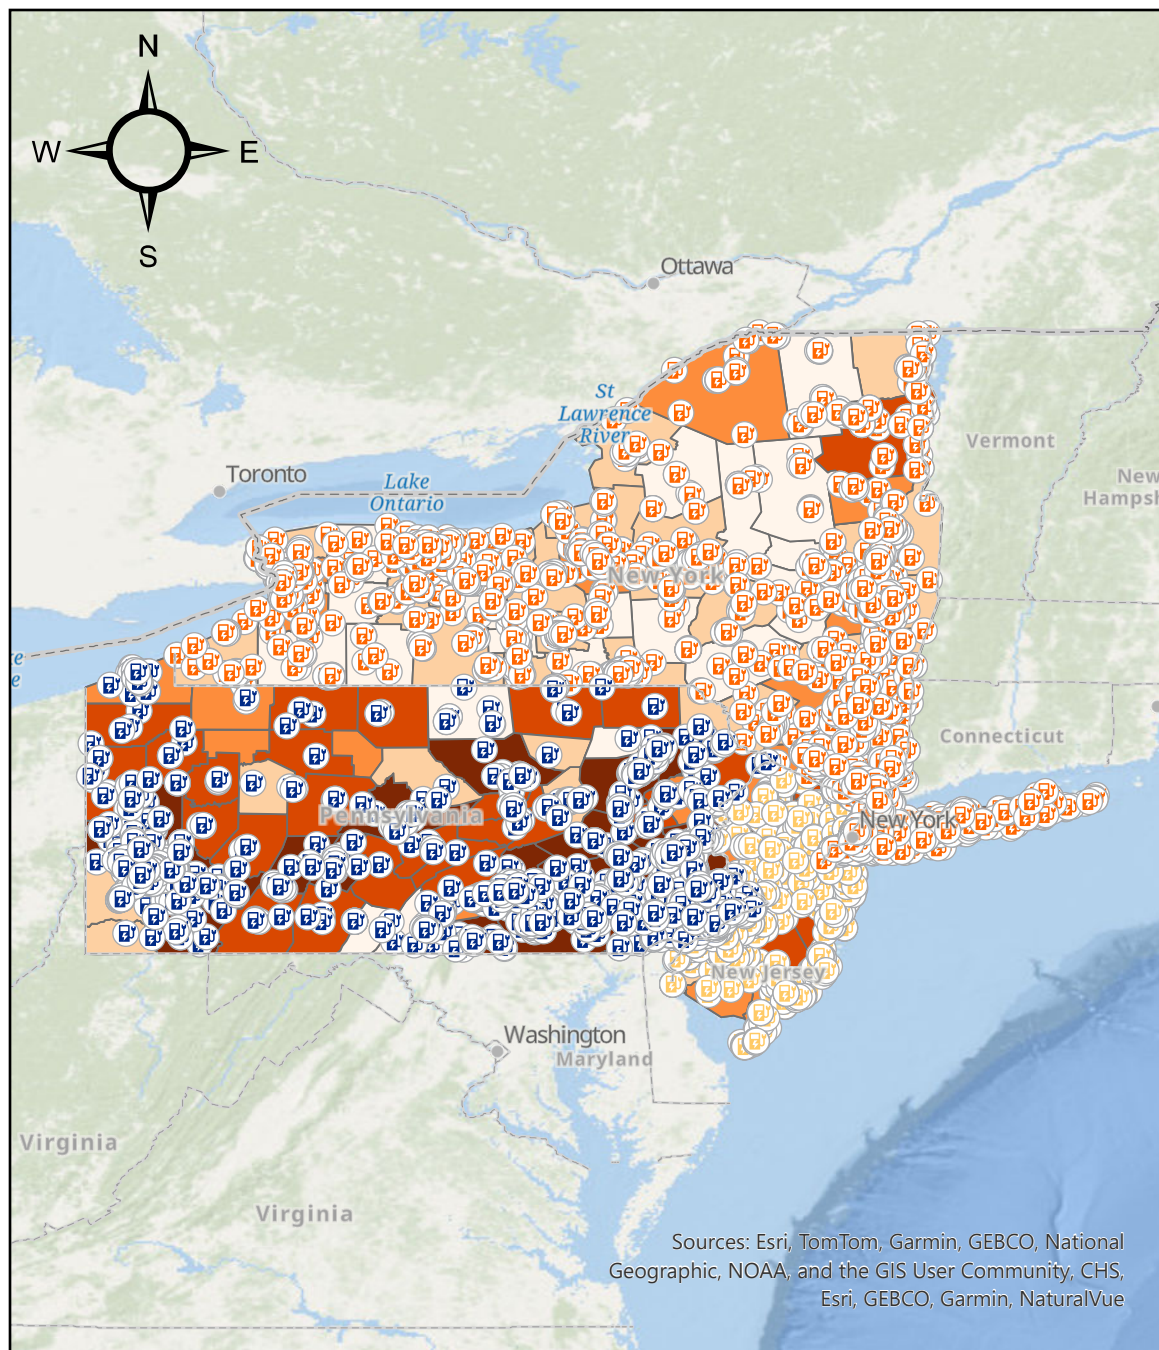 N
W
E
S
Ottawa
St
Lawrence
River
Vermont
Toronto
New
Hampsh
Lake
Ontario
New York
ke
e
Connecticut
Pennsylvania
New York
New Jersey
Washington
Maryland
Virginia
Virginia
Sources: Esri, TomTom, Garmin, GEBCO, National
Geographic, NOAA, and the GIS User Community, CHS,
Esri, GEBCO, Garmin, NaturalVue